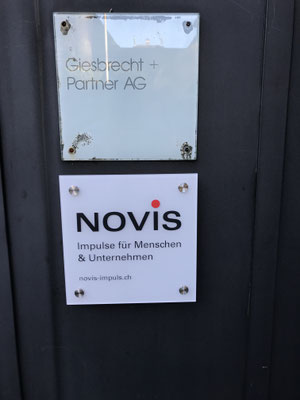 Giesbrecht +
Partner AG
NOVIS
Impulse für Menschen
& Unternehmen
novis-impuls.ch